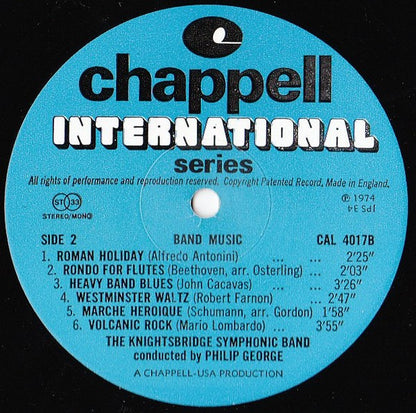 chappell
INTERNATIONAL
series
All rights of performance and reproduction reserved. Copyright Patented Record, Made in England.
ST 33
STEREO/MONO
℗ 1974
JPS 34
SIDE 2 BAND MUSIC CAL 4017B
1. ROMAN HOLIDAY (Alfredo Antonini) ... ... 2'25"
2. RONDO FOR FLUTES (Beethoven, arr. Osterling) ... 2'03"
3. HEAVY BAND BLUES (John Cacavas) ... ... 3'26"
4. WESTMINSTER WALTZ (Robert Farnon) ... ... 2'47"
5. MARCHE HEROIQUE (Schumann, arr. Gordon) 1'58"
6. VOLCANIC ROCK (Mario Lombardo) ... ... 3'55"
THE KNIGHTSBRIDGE SYMPHONIC BAND
conducted by PHILIP GEORGE
A CHAPPELL-USA PRODUCTION